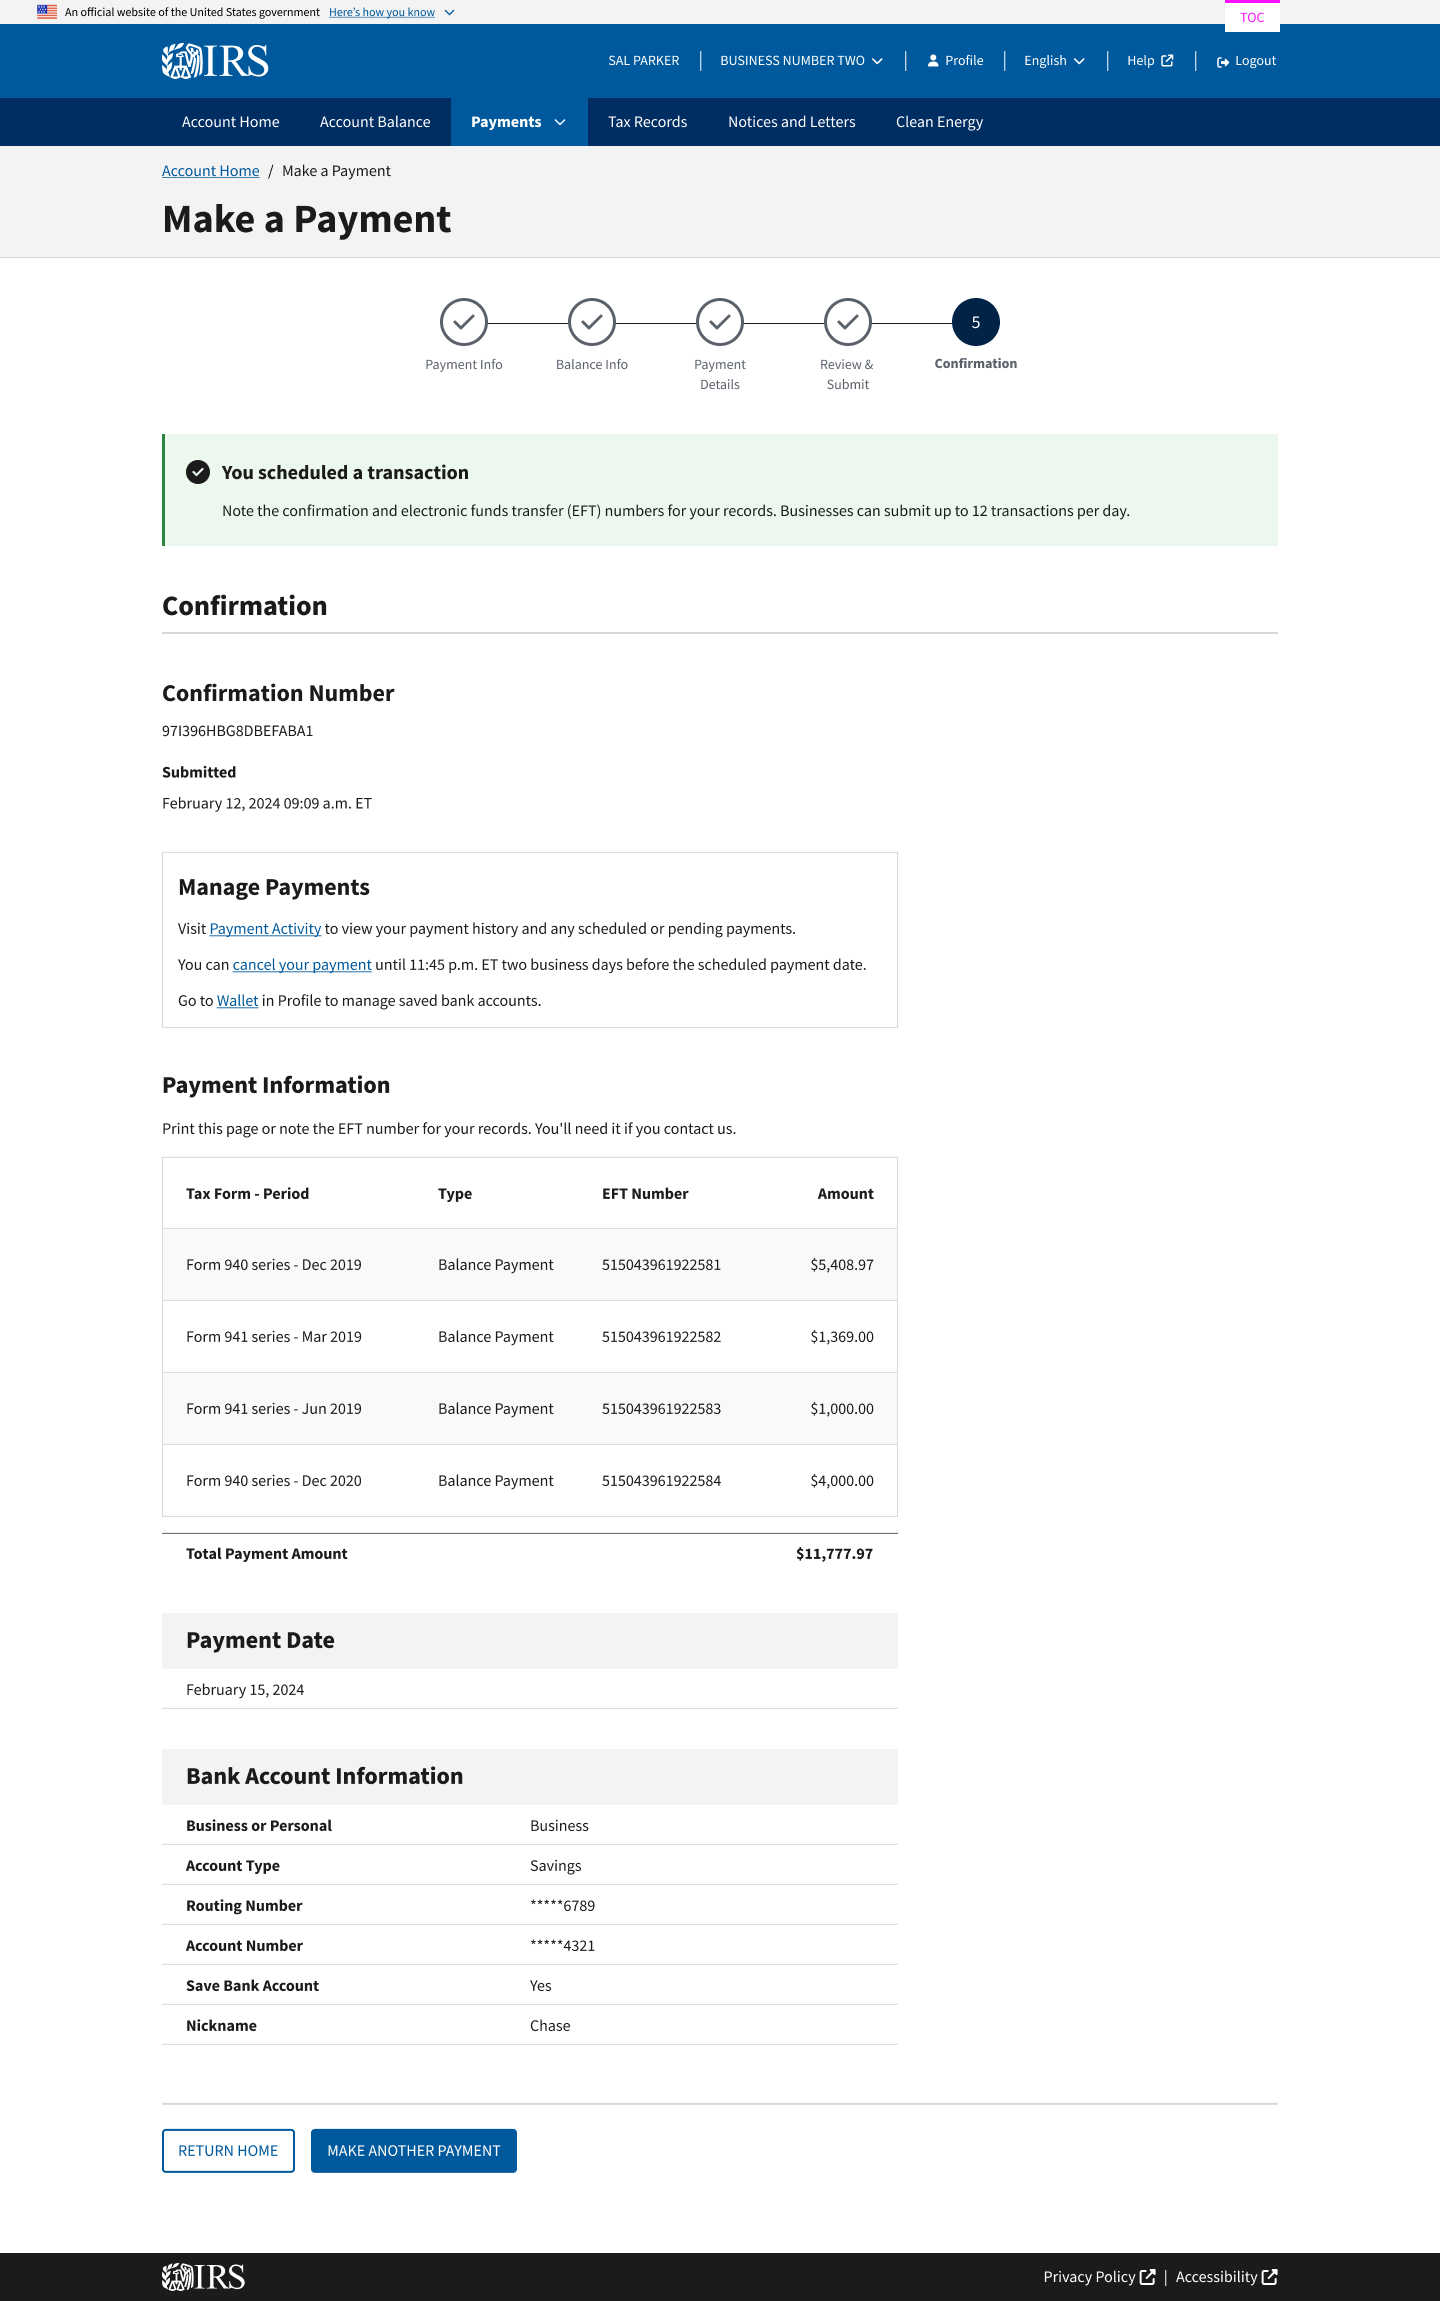 An official website of the United States government Here's how you know
TOC
IRS
SAL PARKER | BUSINESS NUMBER TWO | Profile | English | Help | Logout
Account Home Account Balance Payments Tax Records Notices and Letters Clean Energy
Account Home / Make a Payment
Make a Payment
5
Payment Info Balance Info Payment Details Review & Submit Confirmation
You scheduled a transaction
Note the confirmation and electronic funds transfer (EFT) numbers for your records. Businesses can submit up to 12 transactions per day.
Confirmation
Confirmation Number
97I396HBG8DBEFABA1
Submitted
February 12, 2024 09:09 a.m. ET
Manage Payments
Visit Payment Activity to view your payment history and any scheduled or pending payments.
You can cancel your payment until 11:45 p.m. ET two business days before the scheduled payment date.
Go to Wallet in Profile to manage saved bank accounts.
Payment Information
Print this page or note the EFT number for your records. You'll need it if you contact us.
Tax Form - Period Type EFT Number Amount
Form 940 series - Dec 2019 Balance Payment 515043961922581 $5,408.97
Form 941 series - Mar 2019 Balance Payment 515043961922582 $1,369.00
Form 941 series - Jun 2019 Balance Payment 515043961922583 $1,000.00
Form 940 series - Dec 2020 Balance Payment 515043961922584 $4,000.00
Total Payment Amount $11,777.97
Payment Date
February 15, 2024
Bank Account Information
Business or Personal Business
Account Type Savings
Routing Number *****6789
Account Number *****4321
Save Bank Account Yes
Nickname Chase
RETURN HOME MAKE ANOTHER PAYMENT
IRS Privacy Policy | Accessibility